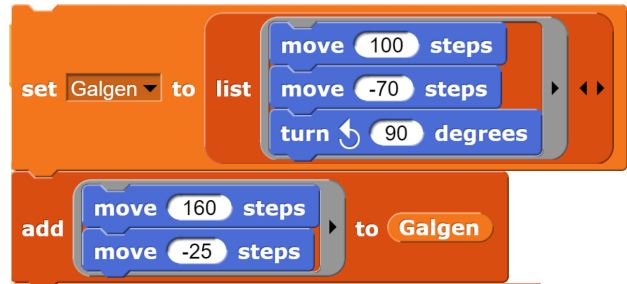 move 100 steps
set Galgen to list move -70 steps
turn 90 degrees
move 160 steps
add to Galgen
move -25 steps